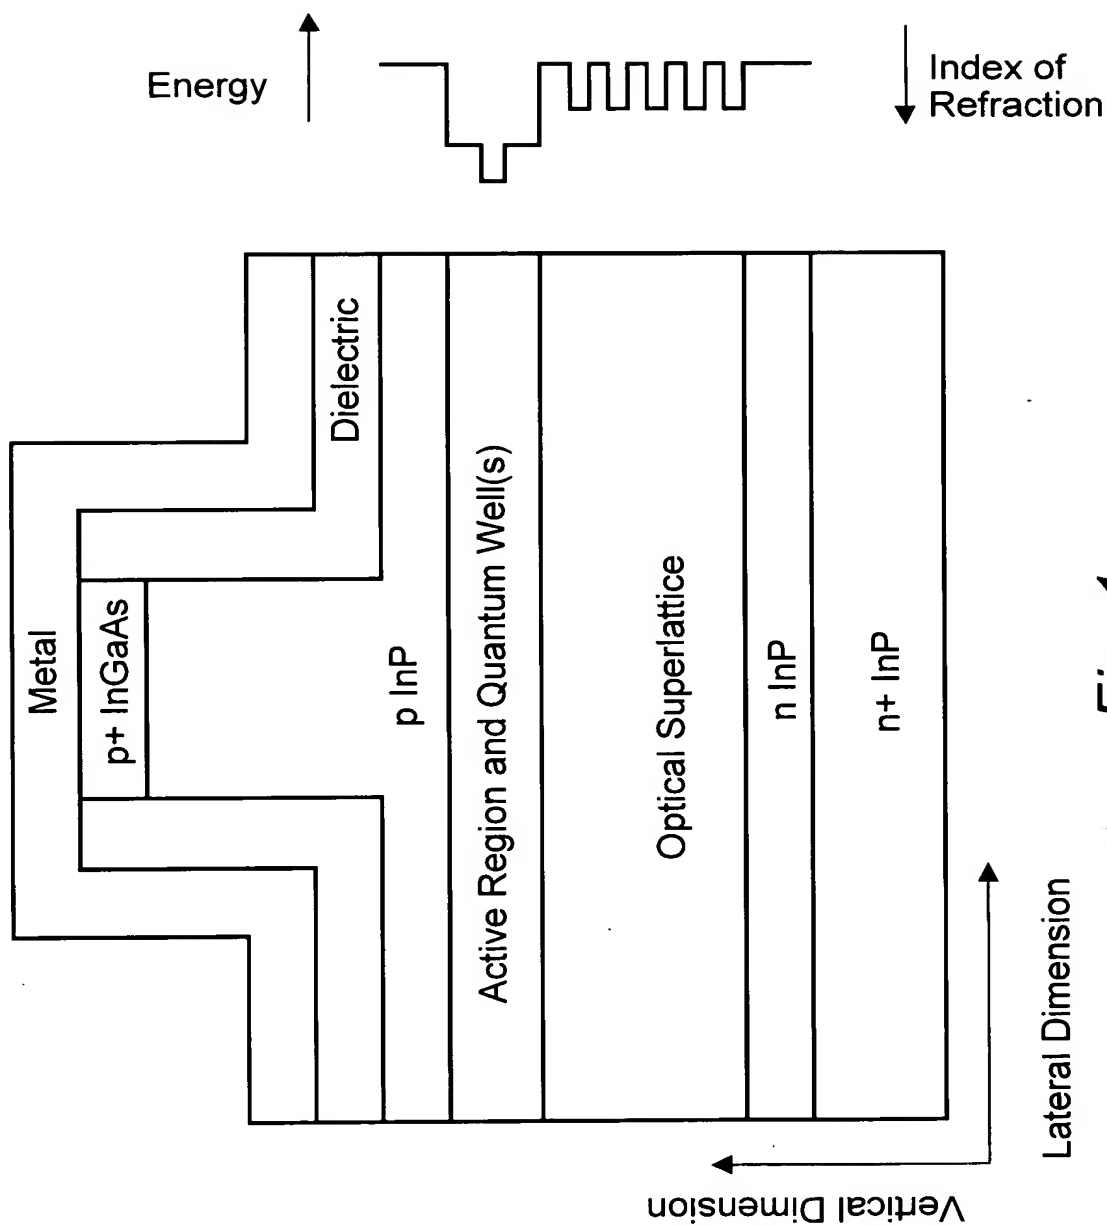 Energy
Index of
Refraction
Metal
p+ InGaAs
Dielectric
p InP
Active Region and Quantum Well(s)
Optical Superlattice
n InP
n+ InP
Vertical Dimension
Lateral Dimension